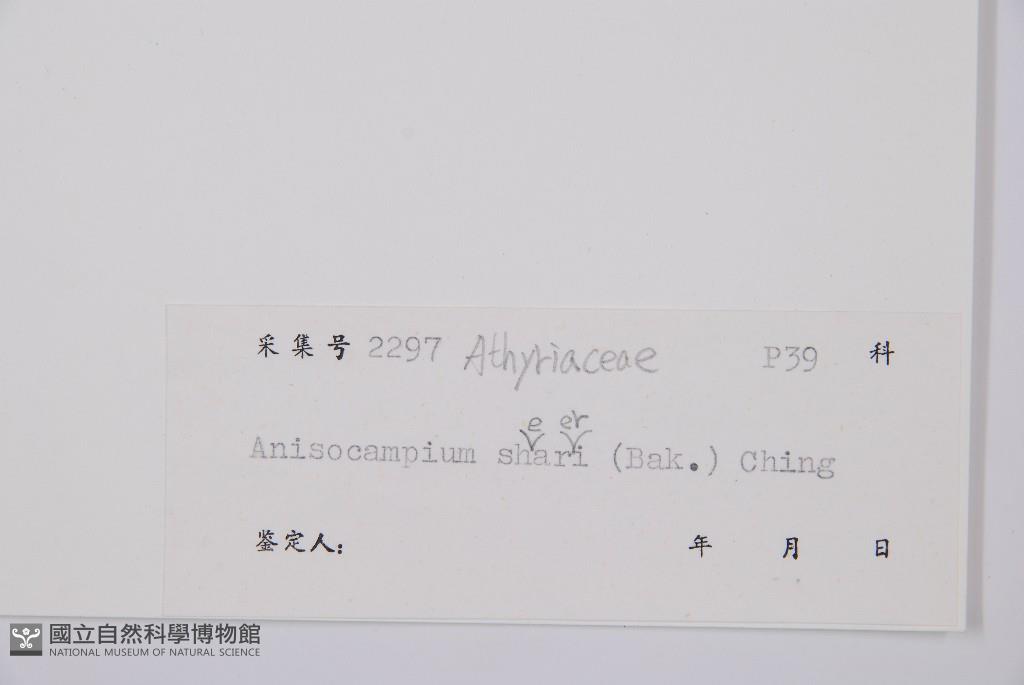 采集号 2297 Athyriaceae P39 科
e er
Anisocampium shari (Bak.) Ching
鉴定人: 年 月 日
國立自然科學博物館
NATIONAL MUSEUM OF NATURAL SCIENCE